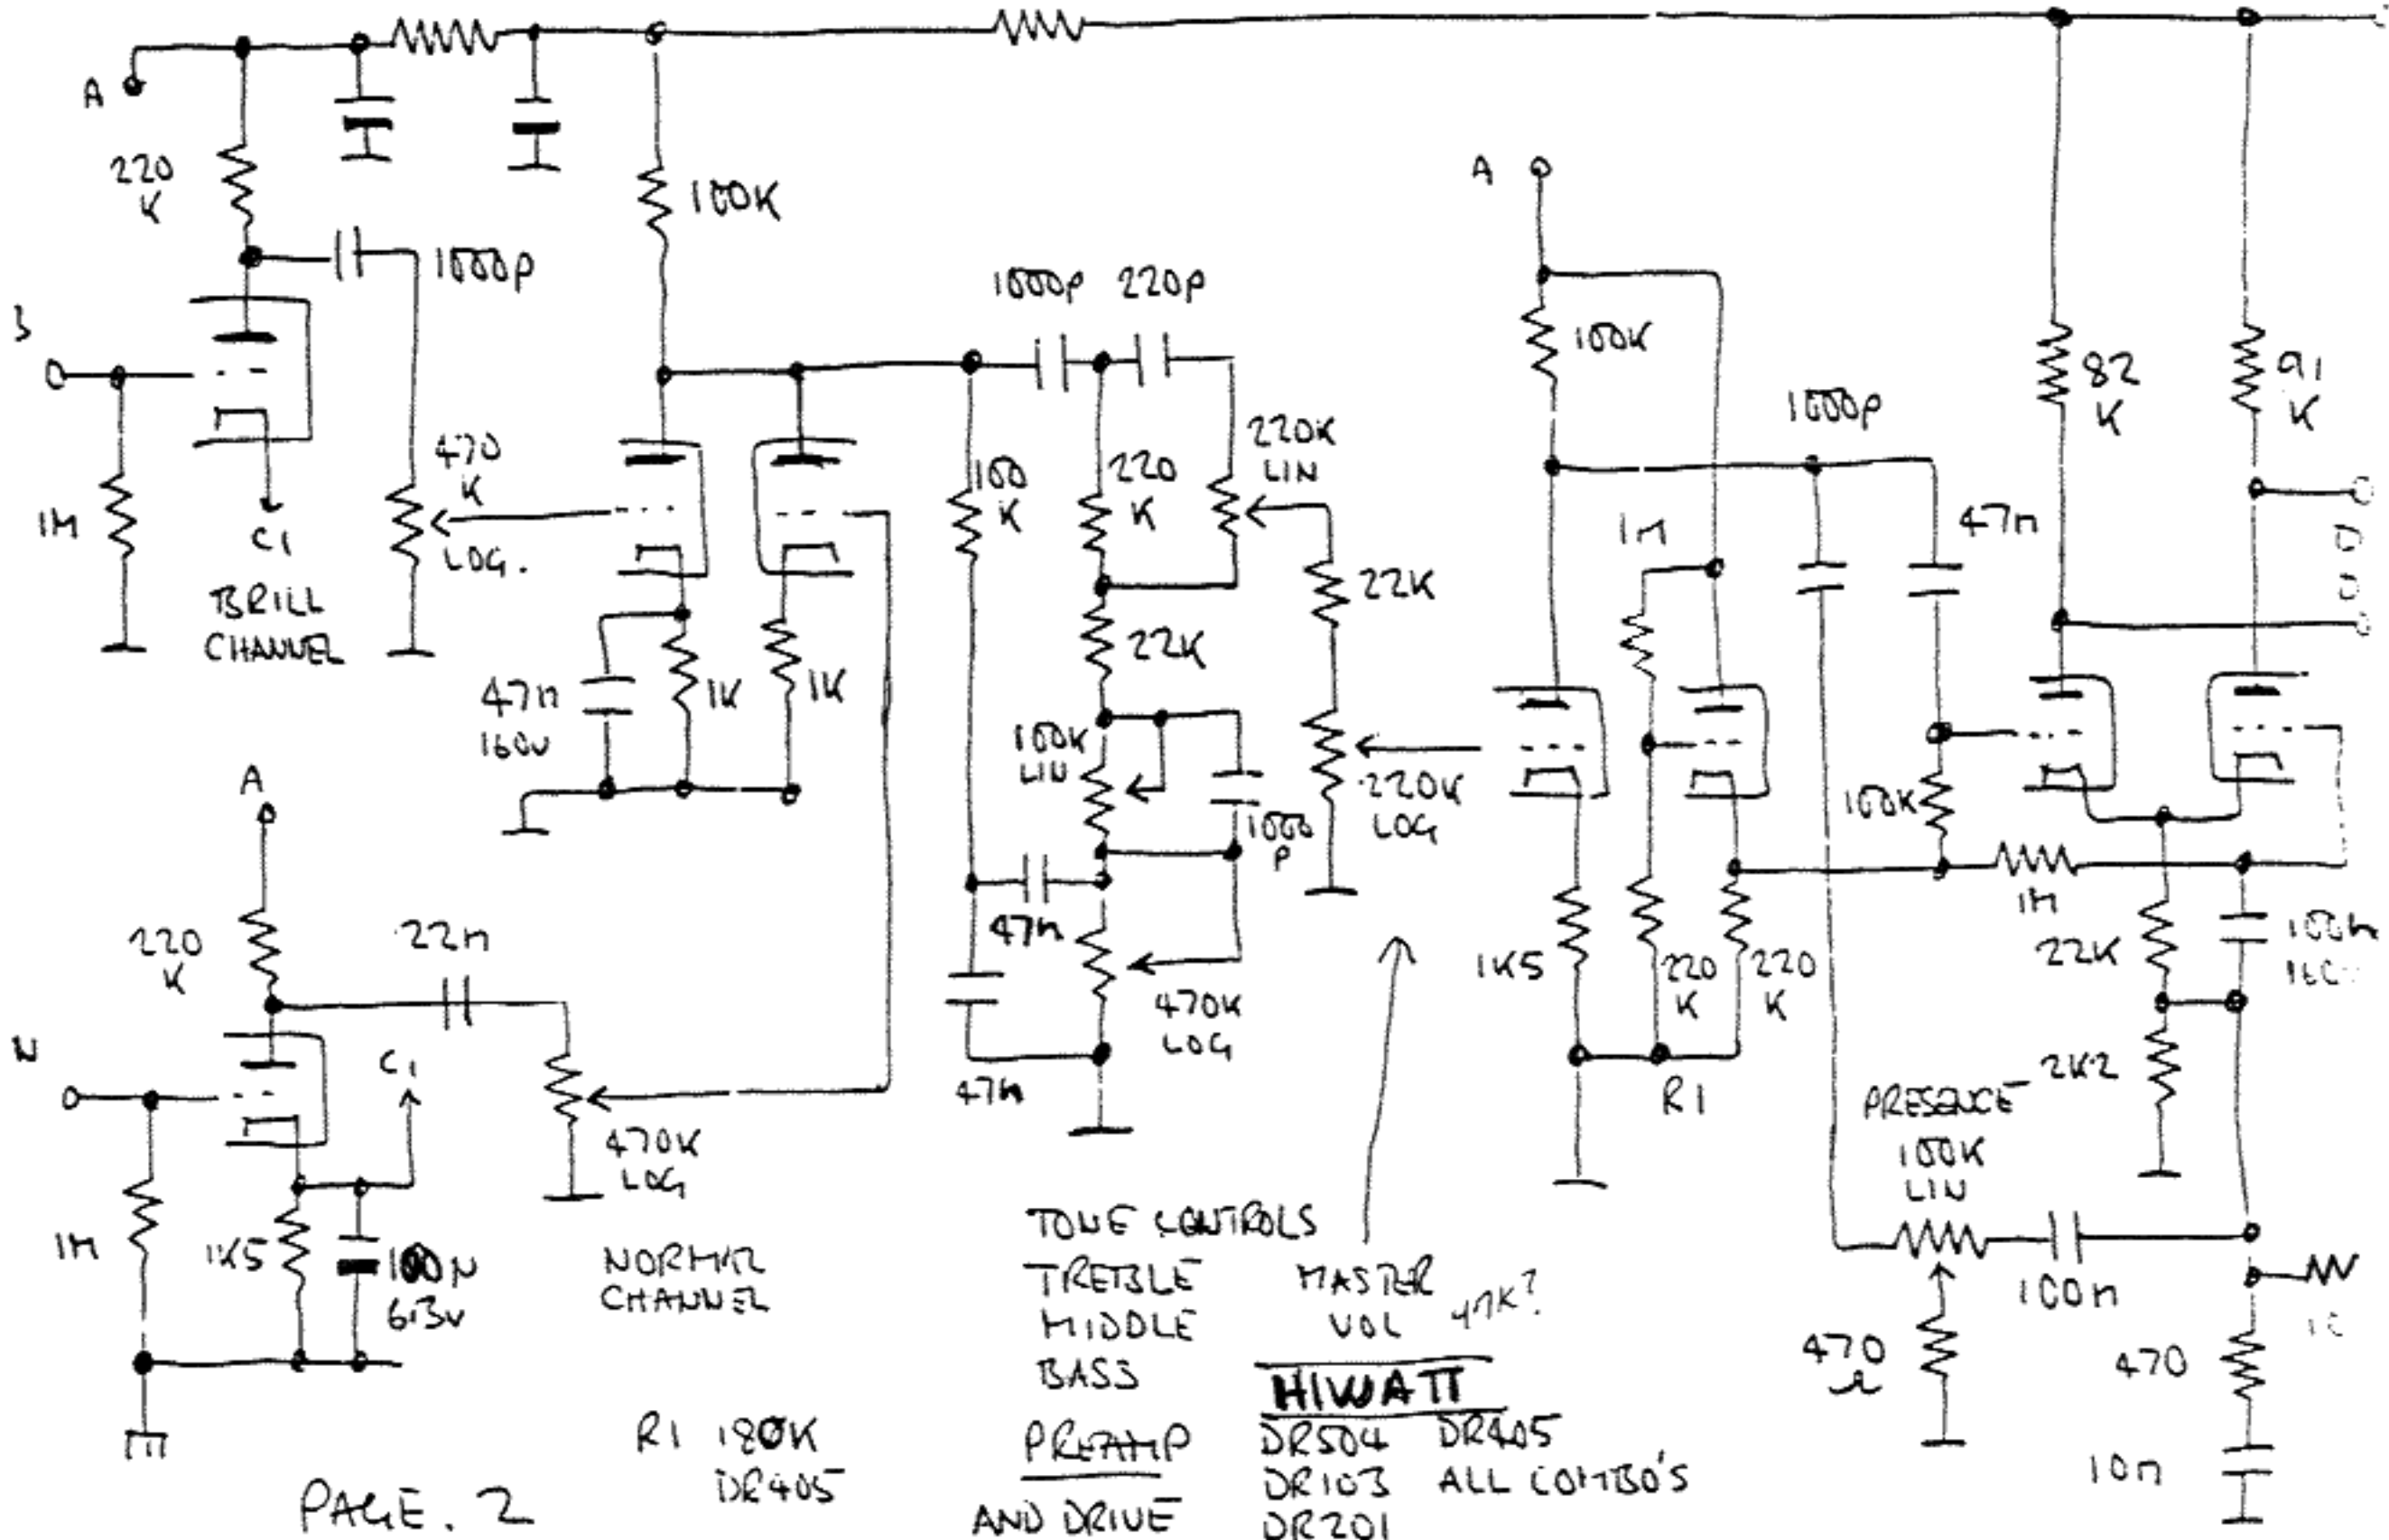 A
220
K
1000p
100K
B
1M
C1
BRILL
CHANNEL
470
K
LOG.
47n
160v
1K
1K
1000p
220p
100
K
220
K
220K
LIN
22K
22K
100K
LIN
1000
P
220K
LOG
47n
470K
LOG
47n
A
100K
1000p
82
K
91
K
47n
1M
100K
1M
1K5
220
K
220
K
R1
22K
100n
2K2
PRESENCE
100K
LIN
100n
470
470
10n
A
220
K
22n
N
C1
470K
LOG
1M
1K5
6.3v
NORMAL
CHANNEL
TONE CONTROLS
TREBLE
MIDDLE
BASS
MASTER
VOL
47K?
HIWATT
PREAMP
AND DRIVE
DR504 DR405
DR103 ALL COMBO'S
DR201
R1 180K
DR405
PAGE. 2